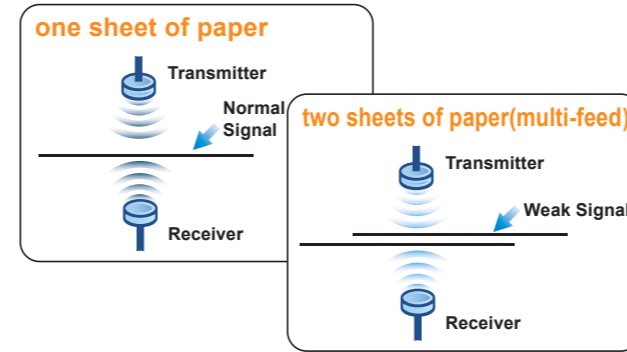 one sheet of paper
Transmitter
Normal
Signal
Receiver
two sheets of paper(multi-feed)
Transmitter
Weak Signal
Receiver